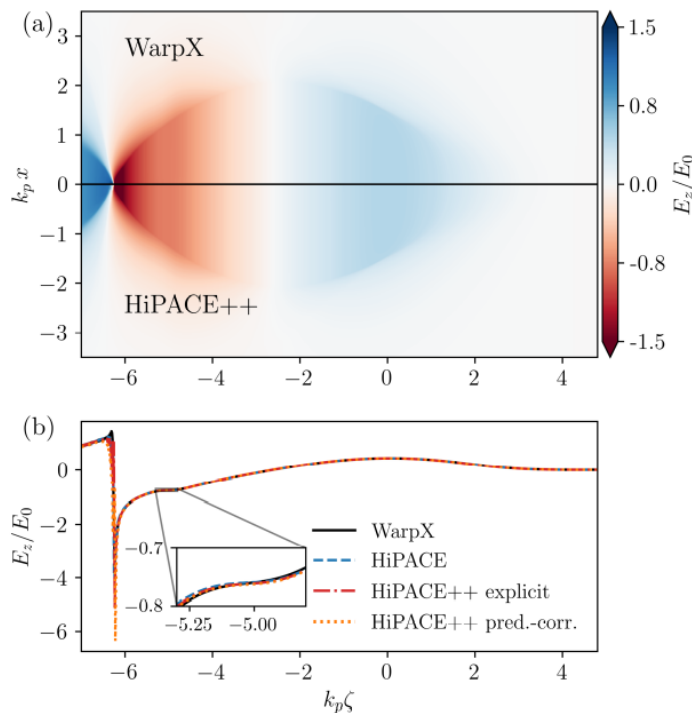 (a)
WarpX
HiPACE++
3
2
1
0
−1
−2
−3
k_p x
−6
−4
−2
0
2
4
1.5
0.8
0.0
-0.8
-1.5
E_z/E_0
(b)
0
−2
−4
−6
E_z/E_0
−0.7
−0.8
−5.25
−5.00
WarpX
HiPACE
HiPACE++ explicit
HiPACE++ pred.-corr.
−6
−4
−2
0
2
4
k_pζ